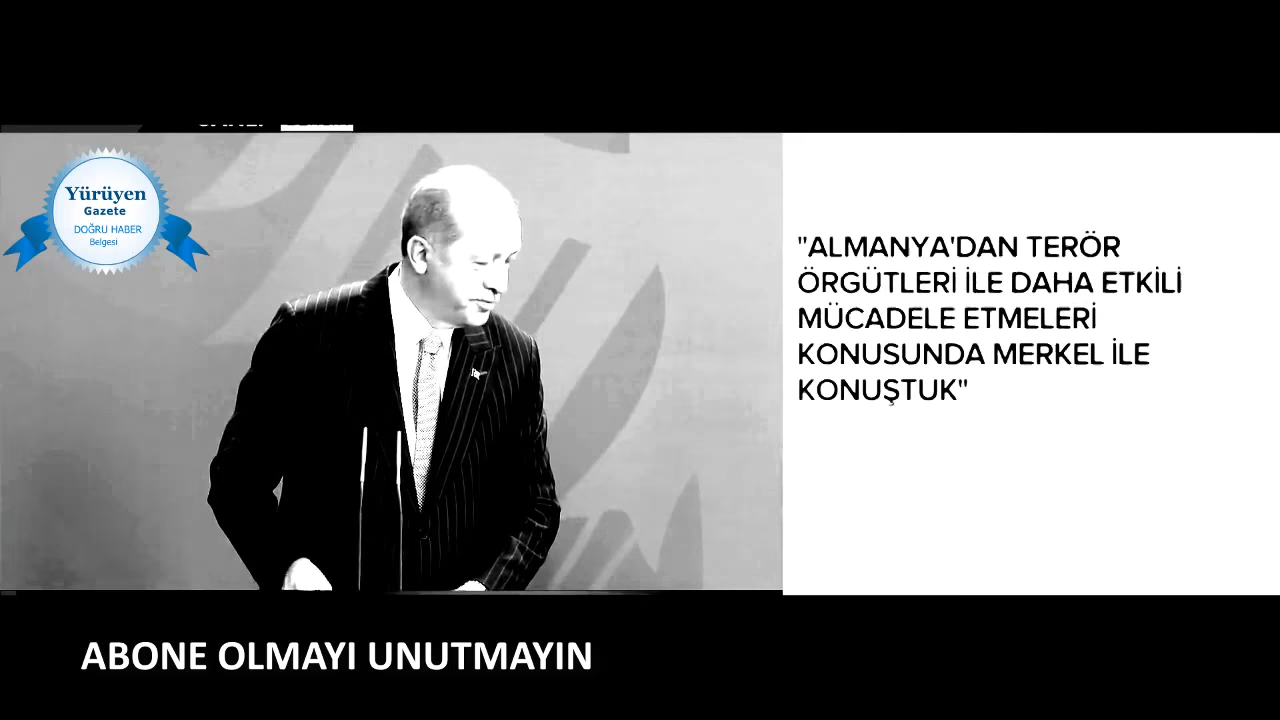 Yürüyen
Gazete
DOĞRU HABER
Belgesi
"ALMANYA'DAN TERÖR
ÖRGÜTLERİ İLE DAHA ETKİLİ
MÜCADELE ETMELERİ
KONUSUNDA MERKEL İLE
KONUŞTUK"
ABONE OLMAYI UNUTMAYIN